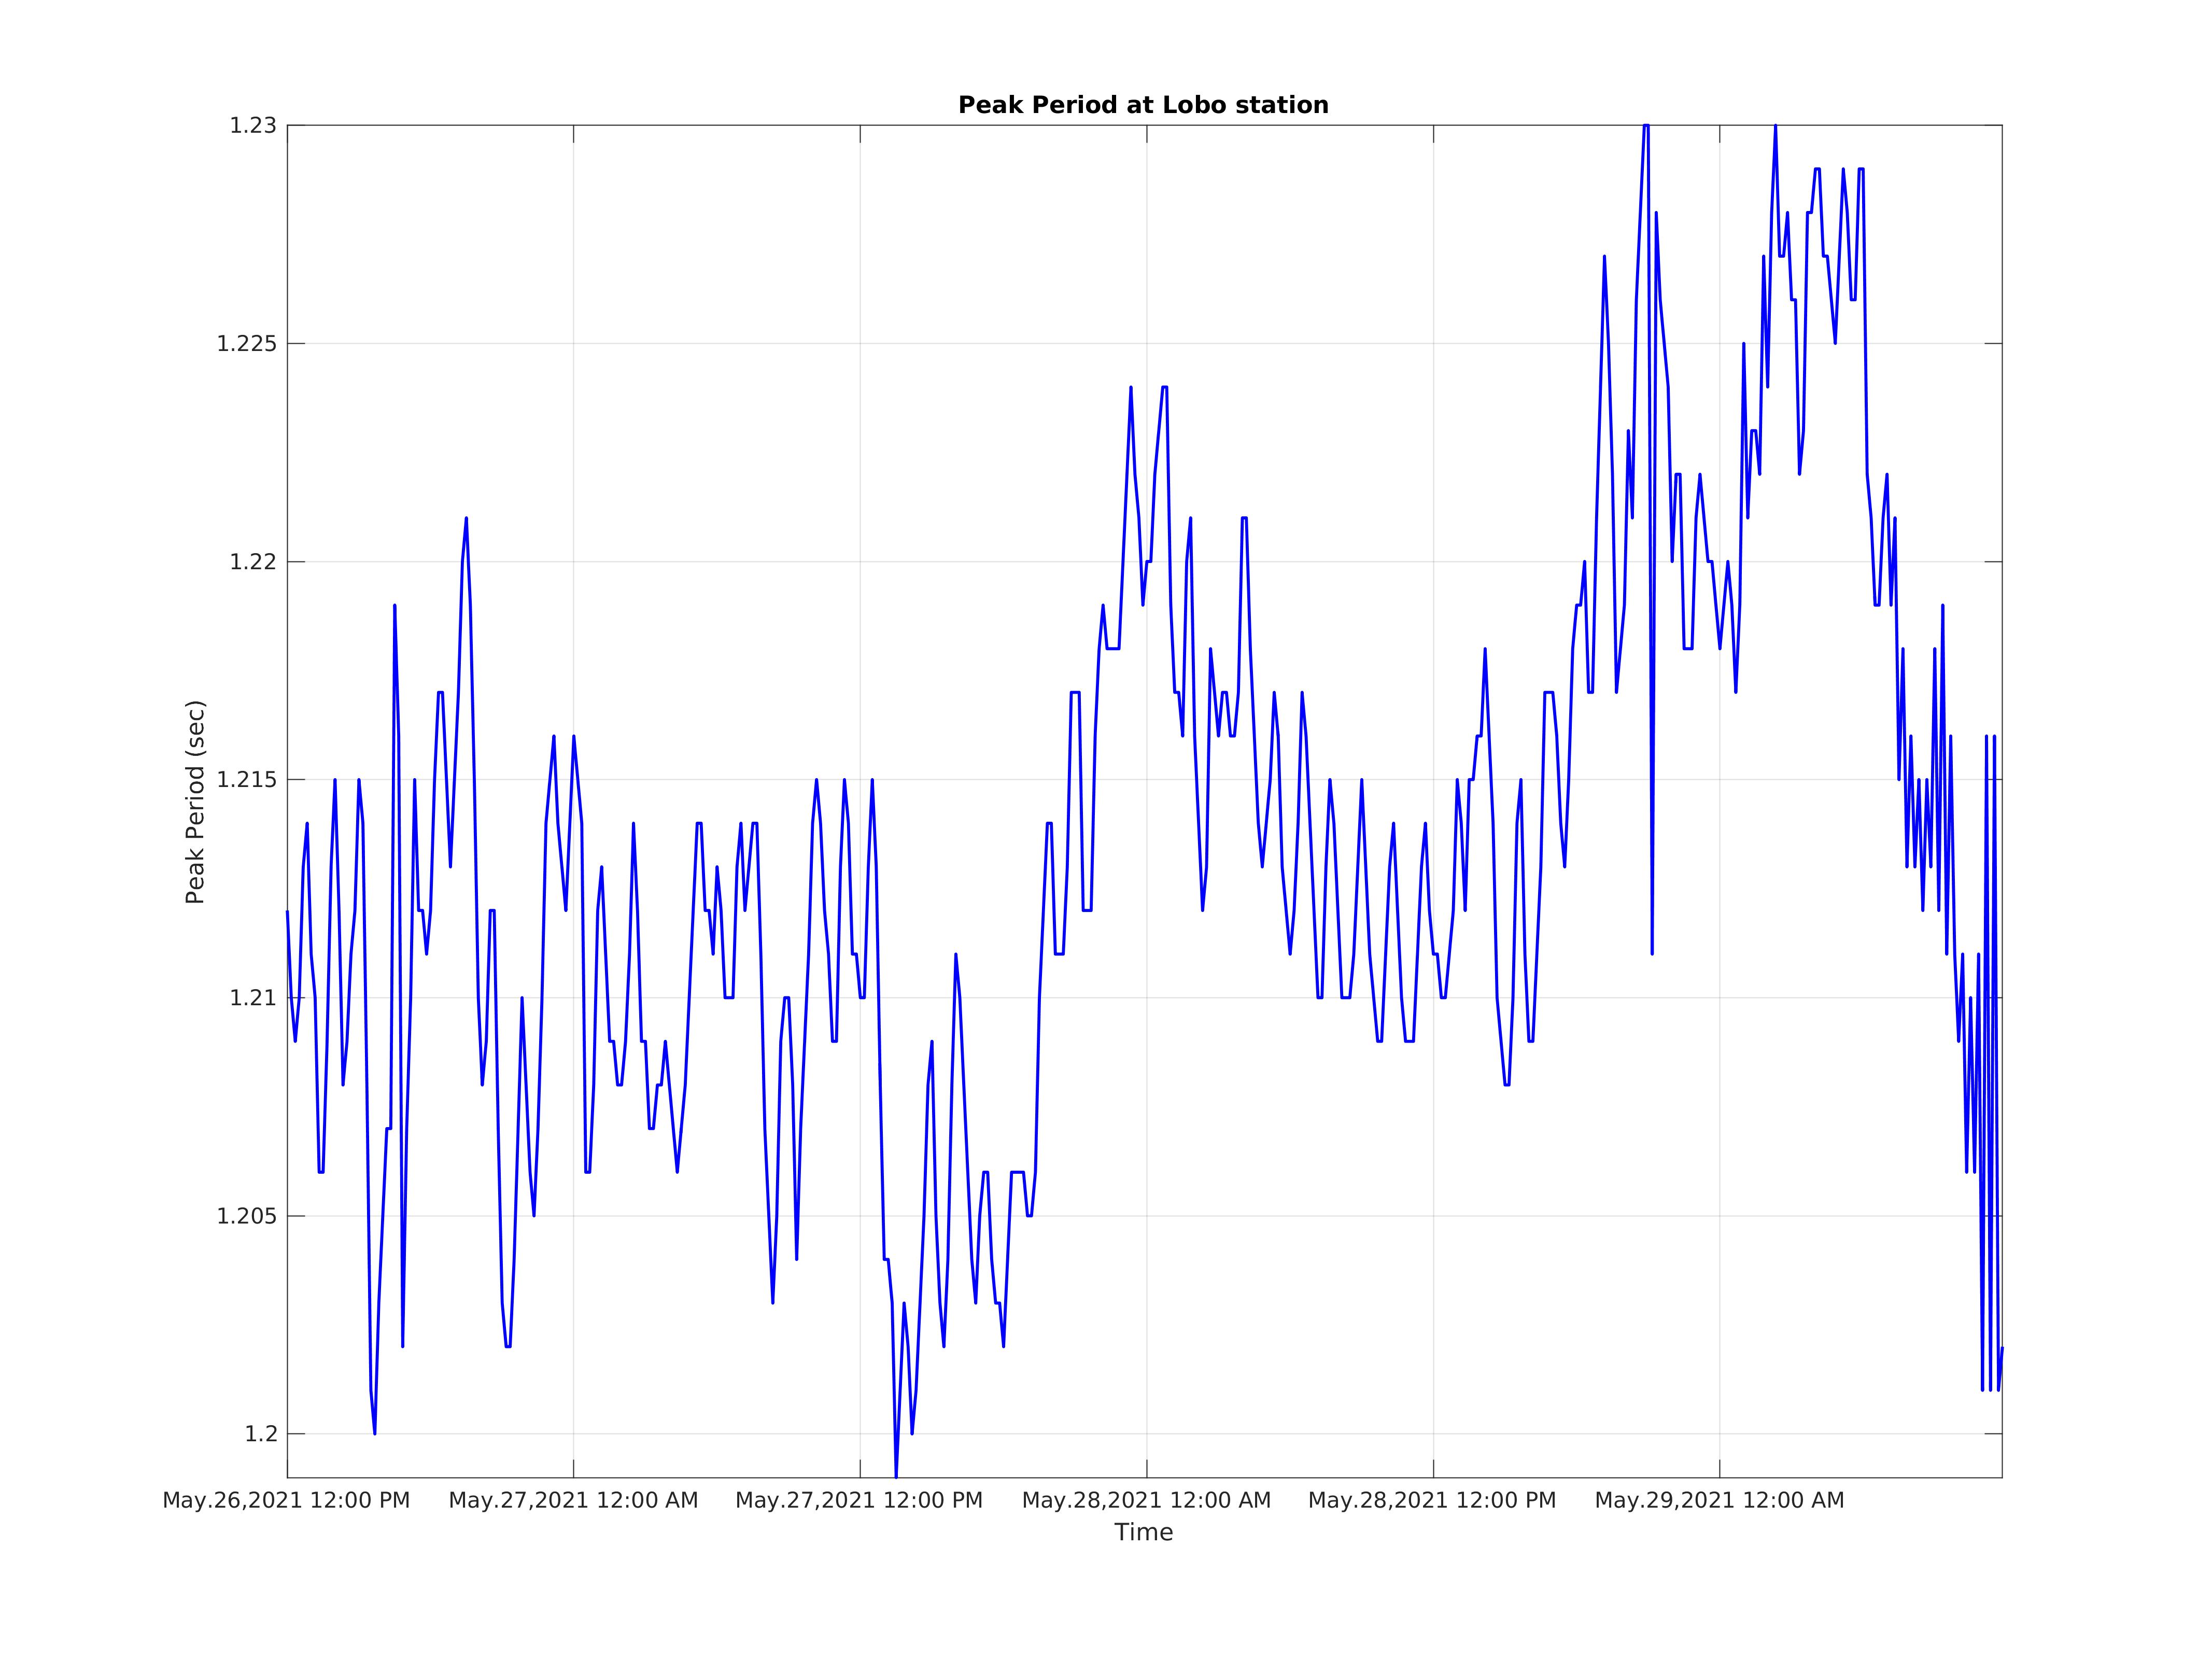 Peak Period at Lobo station
1.23
1.225
1.22
1.215
1.21
1.205
1.2
Peak Period (sec)
May.26,2021 12:00 PM
May.27,2021 12:00 AM
May.27,2021 12:00 PM
May.28,2021 12:00 AM
May.28,2021 12:00 PM
May.29,2021 12:00 AM
Time